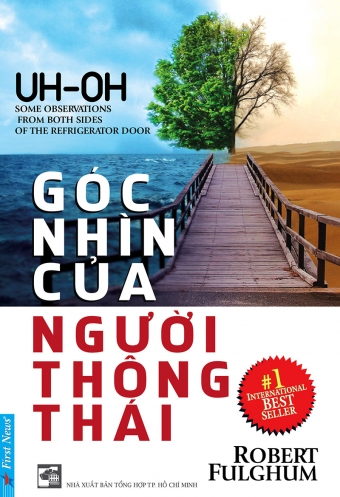 UH-OH
SOME OBSERVATIONS
FROM BOTH SIDES
OF THE REFRIGERATOR DOOR
GÓC
NHÌN
CỦA
NGƯỜI
THÔNG
THÁI
#1
INTERNATIONAL
BEST
SELLER
ROBERT
FULGHUM
First News
NHÀ XUẤT BẢN TỔNG HỢP TP. HỒ CHÍ MINH